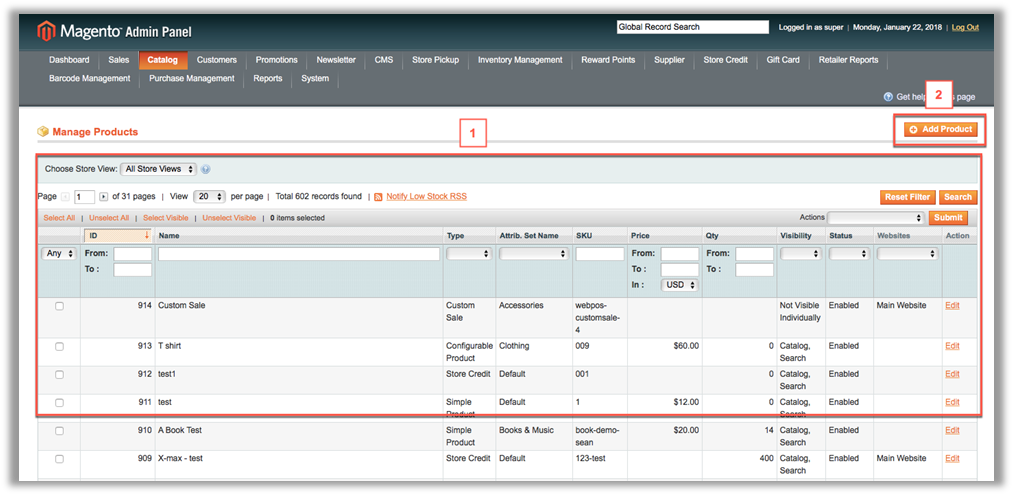 Magento Admin Panel
Global Record Search
Logged in as super | Monday, January 22, 2018 | Log Out
Dashboard Sales Catalog Customers Promotions Newsletter CMS Store Pickup Inventory Management Reward Points Supplier Store Credit Gift Card Retailer Reports
Barcode Management Purchase Management Reports System
Get help page
2
1
Manage Products
Add Product
Choose Store View: All Store Views
Page 1 of 31 pages | View 20 per page | Total 602 records found | Notify Low Stock RSS
Reset Filter Search
Select All | Unselect All | Select Visible | Unselect Visible | 0 items selected
Actions Submit
ID Name Type Attrib. Set Name SKU Price Qty Visibility Status Websites Action
Any From: From: From:
To : To : To :
In : USD
914 Custom Sale Custom Accessories webpos- Not Visible Enabled Main Website Edit
Sale customsale- Individually
4
913 T shirt Configurable Clothing 009 $60.00 0 Catalog, Enabled Edit
Product Search
912 test1 Store Credit Default 001 0 Catalog, Enabled Edit
Search
911 test Simple Default 1 $12.00 0 Catalog, Enabled Edit
Product Search
910 A Book Test Simple Books & Music book-demo- $20.00 14 Catalog, Enabled Edit
Product sean Search
909 X-max - test Store Credit Default 123-test 400 Catalog, Enabled Main Website Edit
Search